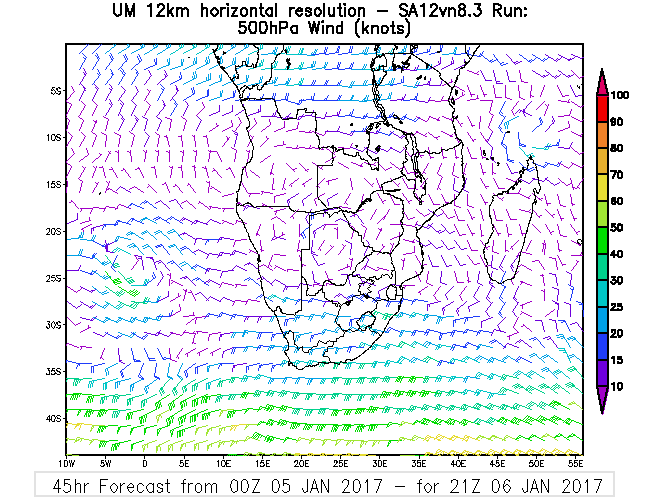 UM 12km horizontal resolution - SA12vn8.3 Run:
500hPa Wind (knots)
5S
10S
15S
20S
25S
30S
35S
40S
10W 5W 0 5E 10E 15E 20E 25E 30E 35E 40E 45E 50E 55E
100
90
80
70
60
50
40
30
25
20
15
10
45hr Forecast from 00Z 05 JAN 2017 - for 21Z 06 JAN 2017